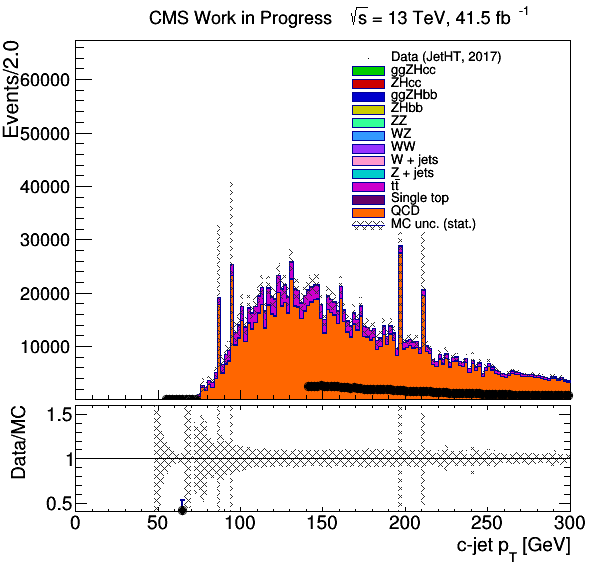 CMS Work in Progress √s = 13 TeV, 41.5 fb⁻¹
Events/2.0
60000
50000
40000
30000
20000
10000
Data (JetHT, 2017)
ggZHcc
ZHcc
ggZHbb
ZHbb
ZZ
WZ
WW
W + jets
Z + jets
tt̄
Single top
QCD
MC unc. (stat.)
Data/MC
1.5
1
0.5
0 50 100 150 200 250 300
c-jet p_T [GeV]